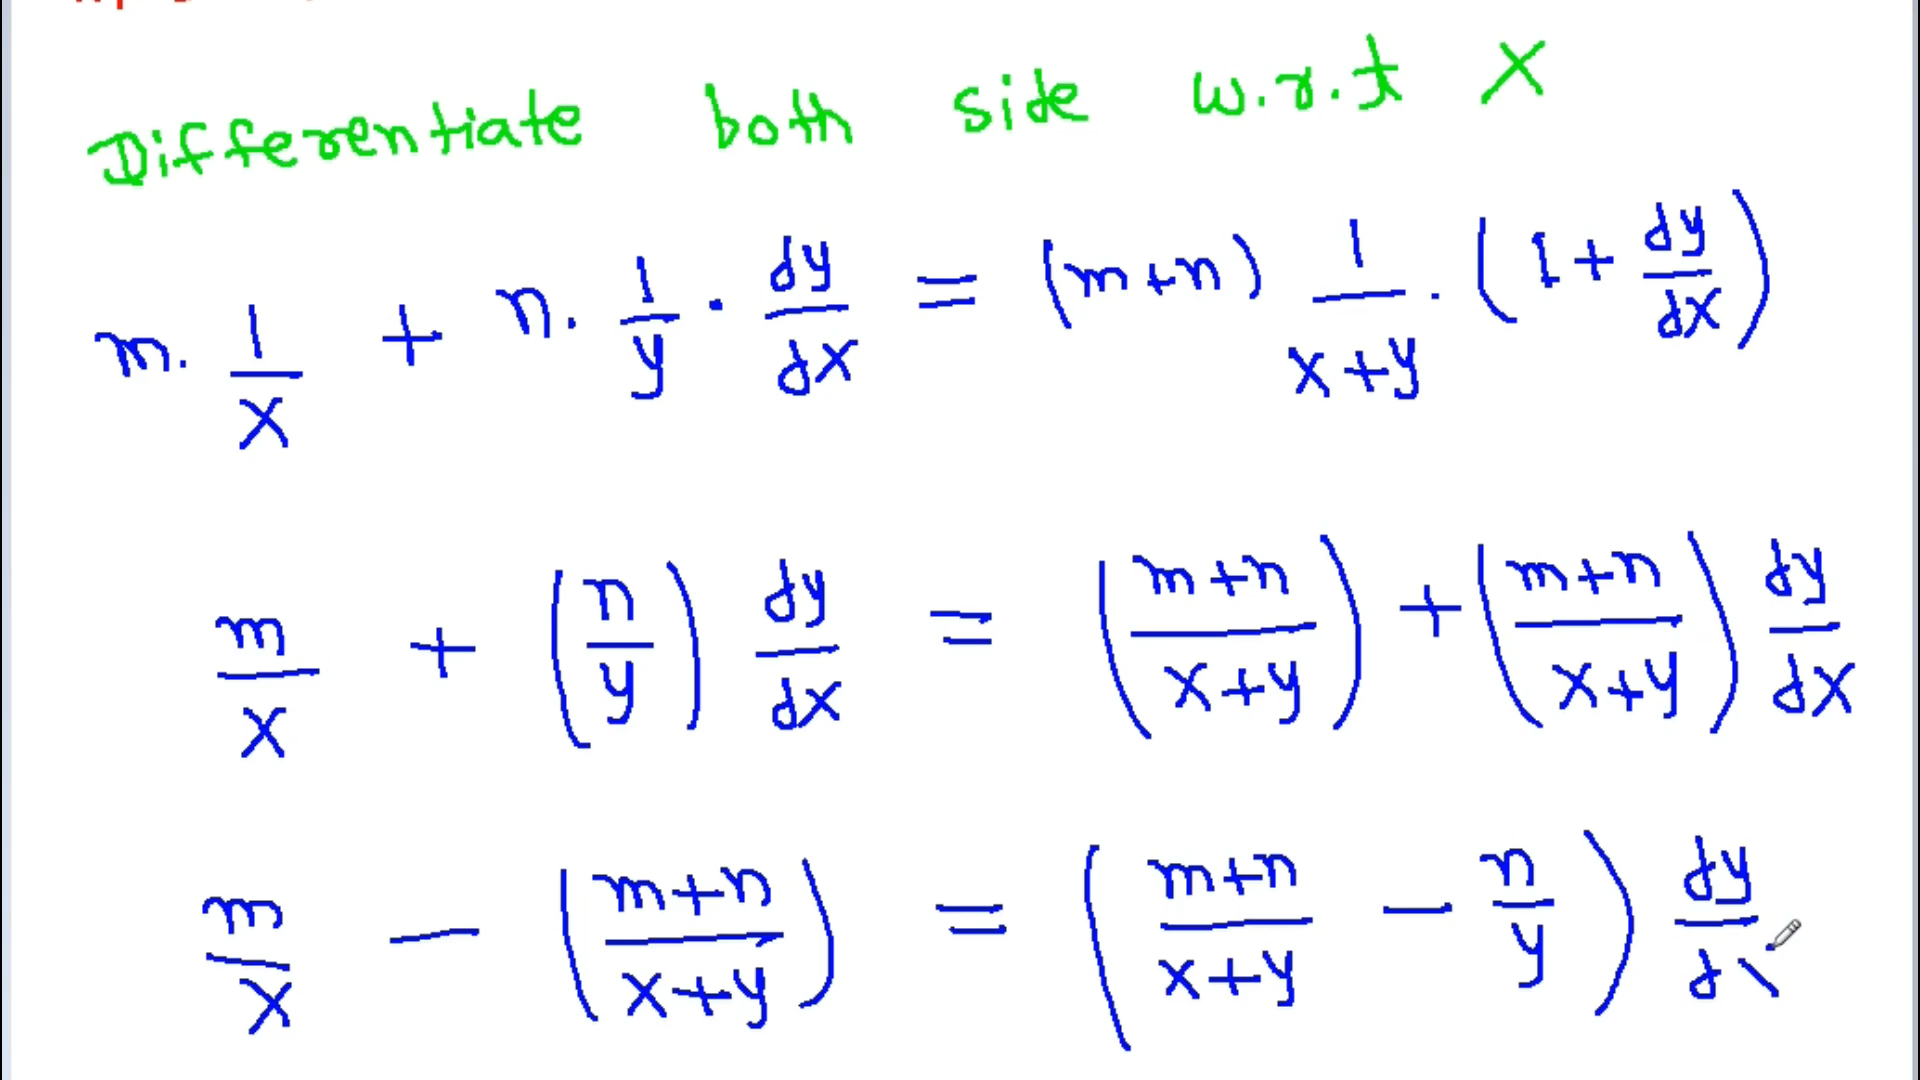 Differentiate both side w.r.t x
m. 1/x + n. 1/y . dy/dx = (m+n) 1/x+y . (1 + dy/dx)
m/x + (n/y) dy/dx = (m+n/x+y) + (m+n/x+y) dy/dx
m/x - (m+n/x+y) = (m+n/x+y - n/y) dy/d